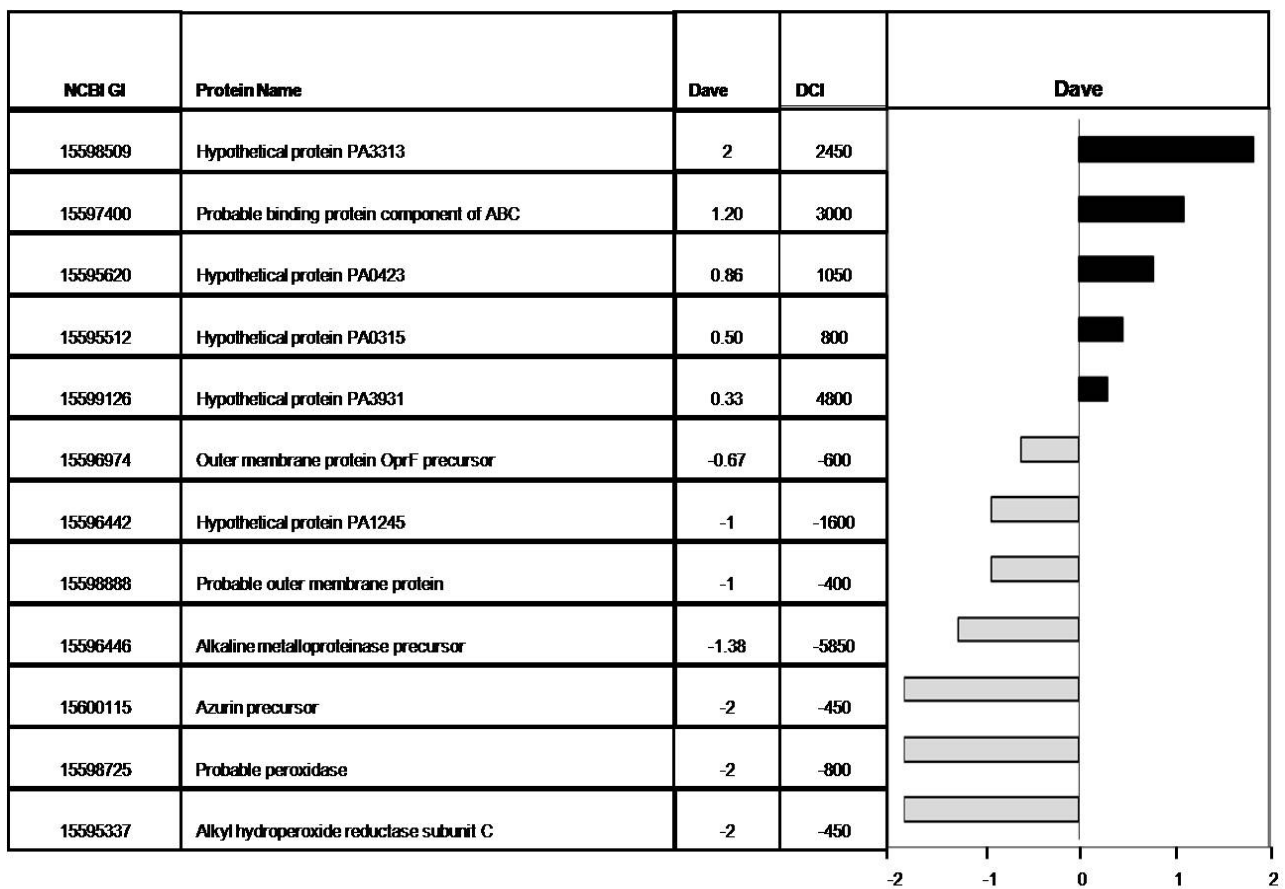 NCBI GI Protein Name Dave DCI Dave
15598509 Hypothetical protein PA3313 2 2450
15597400 Probable binding protein component of ABC 1.20 3000
15595620 Hypothetical protein PA0423 0.86 1050
15595512 Hypothetical protein PA0315 0.50 800
15599126 Hypothetical protein PA3931 0.33 4800
15596974 Outer membrane protein OprF precursor -0.67 -600
15596442 Hypothetical protein PA1245 -1 -1600
15598888 Probable outer membrane protein -1 -400
15596446 Alkaline metalloproteinase precursor -1.38 -5850
15600115 Azurin precursor -2 -450
15598725 Probable peroxidase -2 -800
15595337 Alkyl hydroperoxide reductase subunit C -2 -450
-2 -1 0 1 2